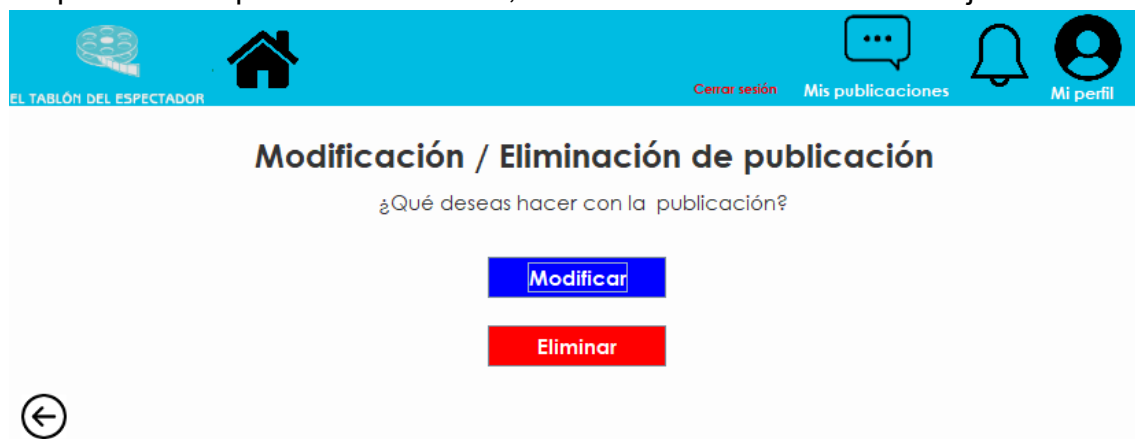 EL TABLÓN DEL ESPECTADOR
Cerrar sesión
Mis publicaciones
Mi perfil
Modificación / Eliminación de publicación
¿Qué deseas hacer con la publicación?
Modificar
Eliminar